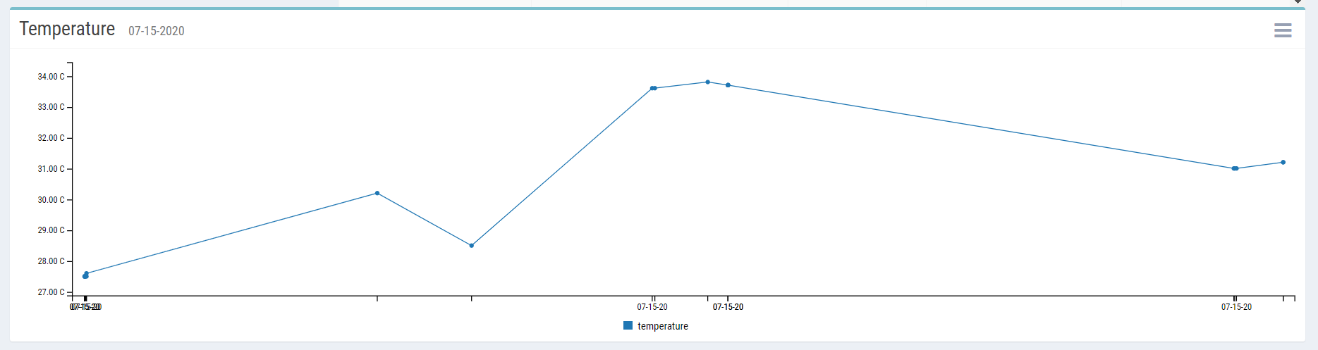 Temperature 07-15-2020
34.00 C
33.00 C
32.00 C
31.00 C
30.00 C
29.00 C
28.00 C
27.00 C
07-15-20 07-15-20 07-15-20 07-15-20
temperature